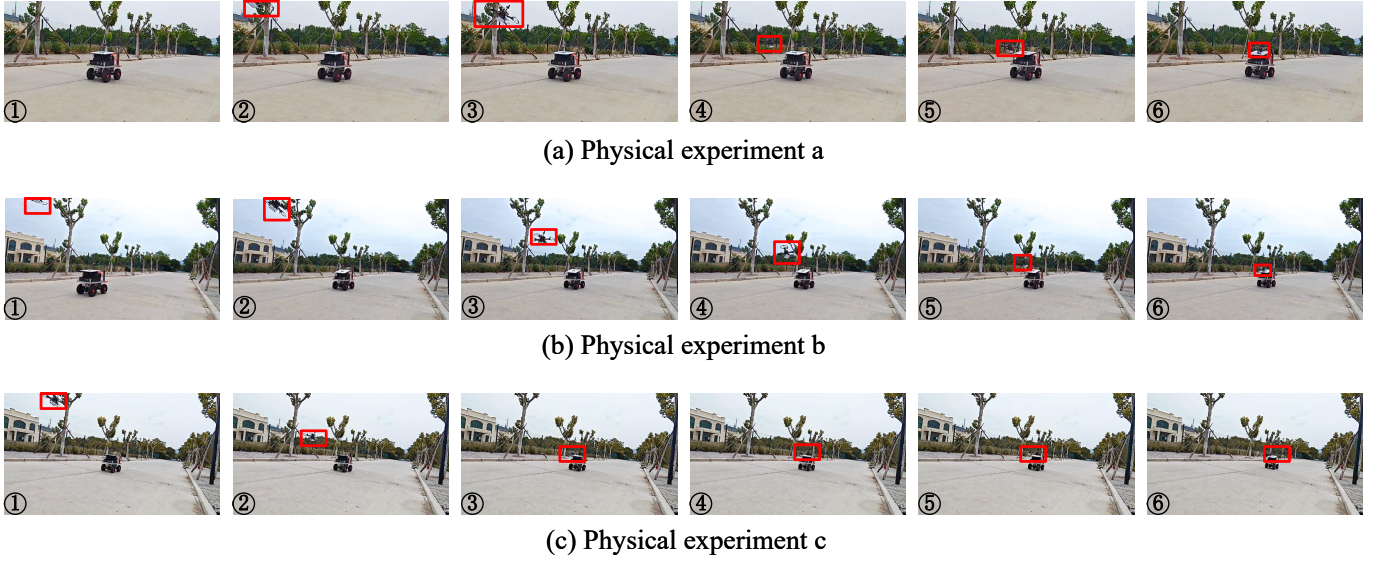 ① ② ③ ④ ⑤ ⑥
(a) Physical experiment a
① ② ③ ④ ⑤ ⑥
(b) Physical experiment b
① ② ③ ④ ⑤ ⑥
(c) Physical experiment c